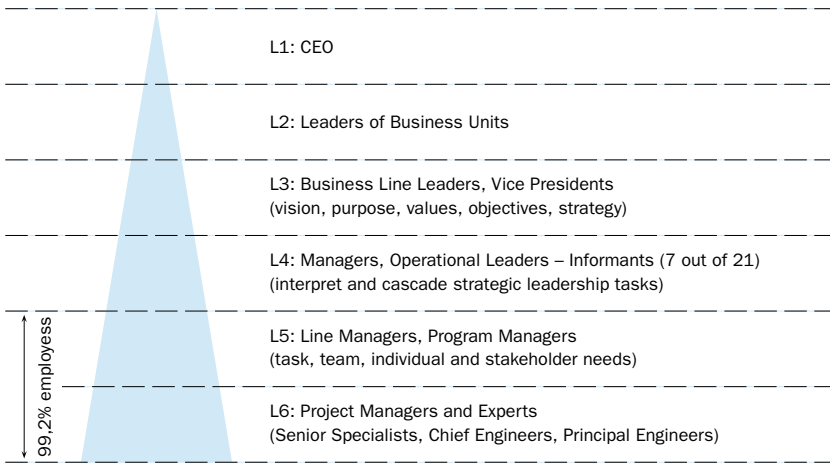 L1: CEO
L2: Leaders of Business Units
L3: Business Line Leaders, Vice Presidents
(vision, purpose, values, objectives, strategy)
L4: Managers, Operational Leaders – Informants (7 out of 21)
(interpret and cascade strategic leadership tasks)
99,2% employess
L5: Line Managers, Program Managers
(task, team, individual and stakeholder needs)
L6: Project Managers and Experts
(Senior Specialists, Chief Engineers, Principal Engineers)